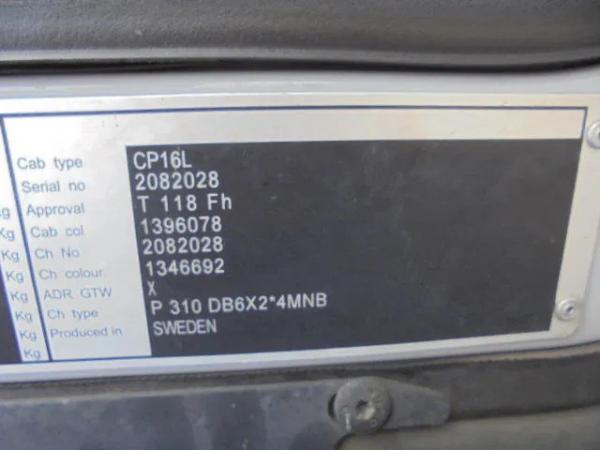 Cab type CP16L
Serial no 2082028
Kg Approval T 118 Fh
Kg Cab col 1396078
Kg Ch No 2082028
Kg Ch colour 1346692
Kg ADR GTW X
Kg Ch type P 310 DB6X2*4MNB
Kg Produced in SWEDEN
Kg